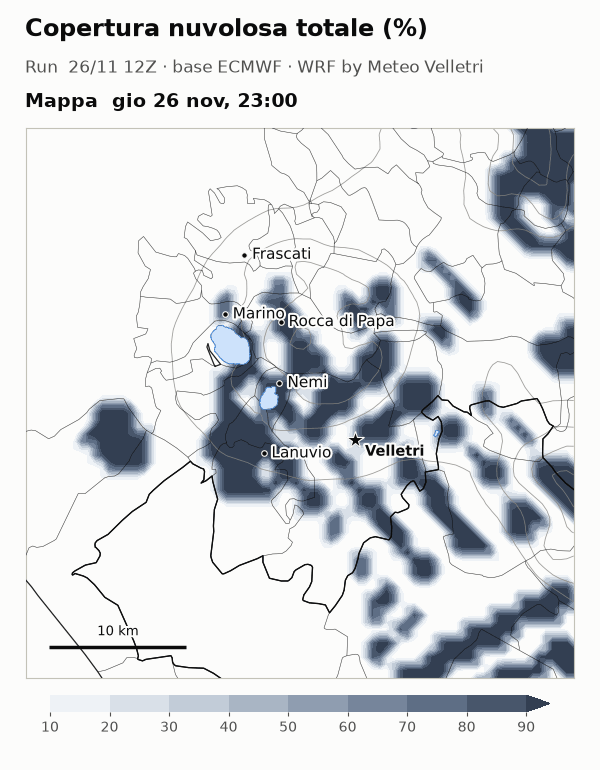 Copertura nuvolosa totale (%)
Run  26/11 12Z · base ECMWF · WRF by Meteo Velletri
Mappa  gio 26 nov, 23:00
Frascati
Marino
Rocca di Papa
Nemi
Velletri
Lanuvio
10 km
10 20 30 40 50 60 70 80 90